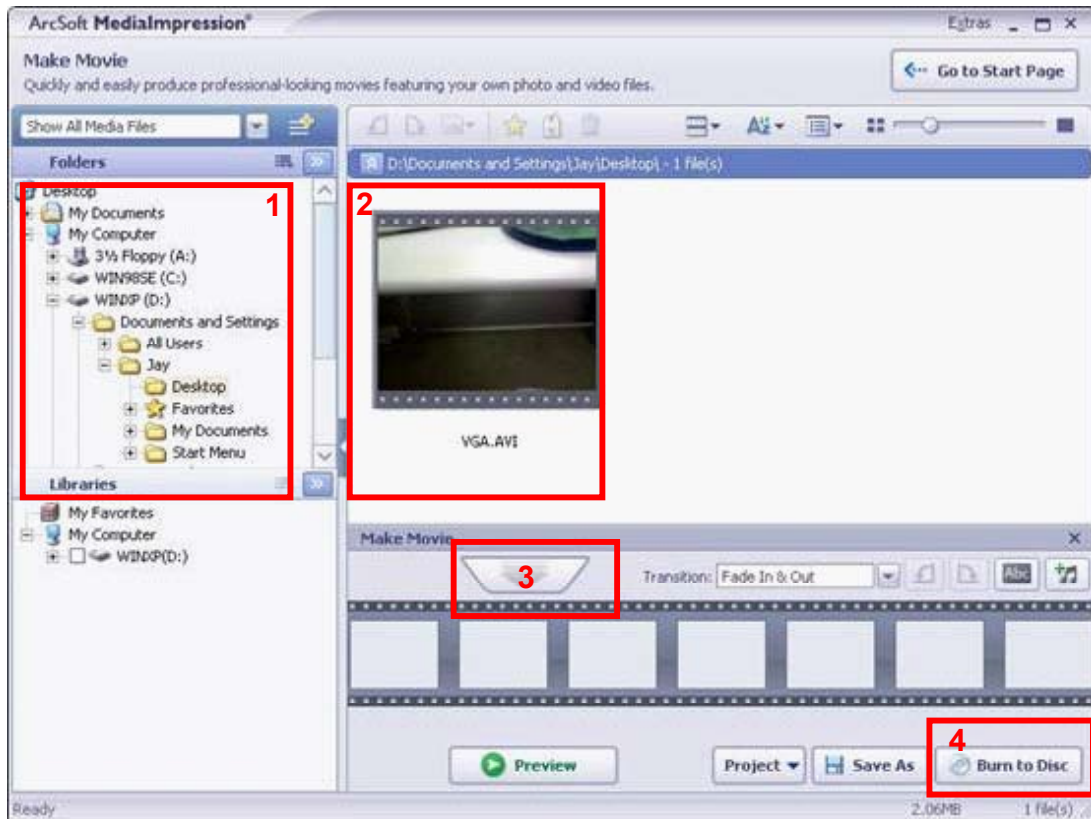 ArcSoft MediaImpression® Extras
Make Movie
Quickly and easily produce professional-looking movies featuring your own photo and video files.
Go to Start Page
Show All Media Files
Folders
D:\Documents and Settings\Jay\Desktop\ - 1 file(s)
Desktop
1
2
My Documents
My Computer
3½ Floppy (A:)
WIN98SE (C:)
WINXP (D:)
Documents and Settings
All Users
Jay
Desktop
Favorites
My Documents
Start Menu
VGA.AVI
Libraries
My Favorites
My Computer
WINXP(D:)
Make Movie
3
Transition: Fade In & Out
Abc
4
Preview Project Save As Burn to Disc
Ready 2.06MB 1 file(s)